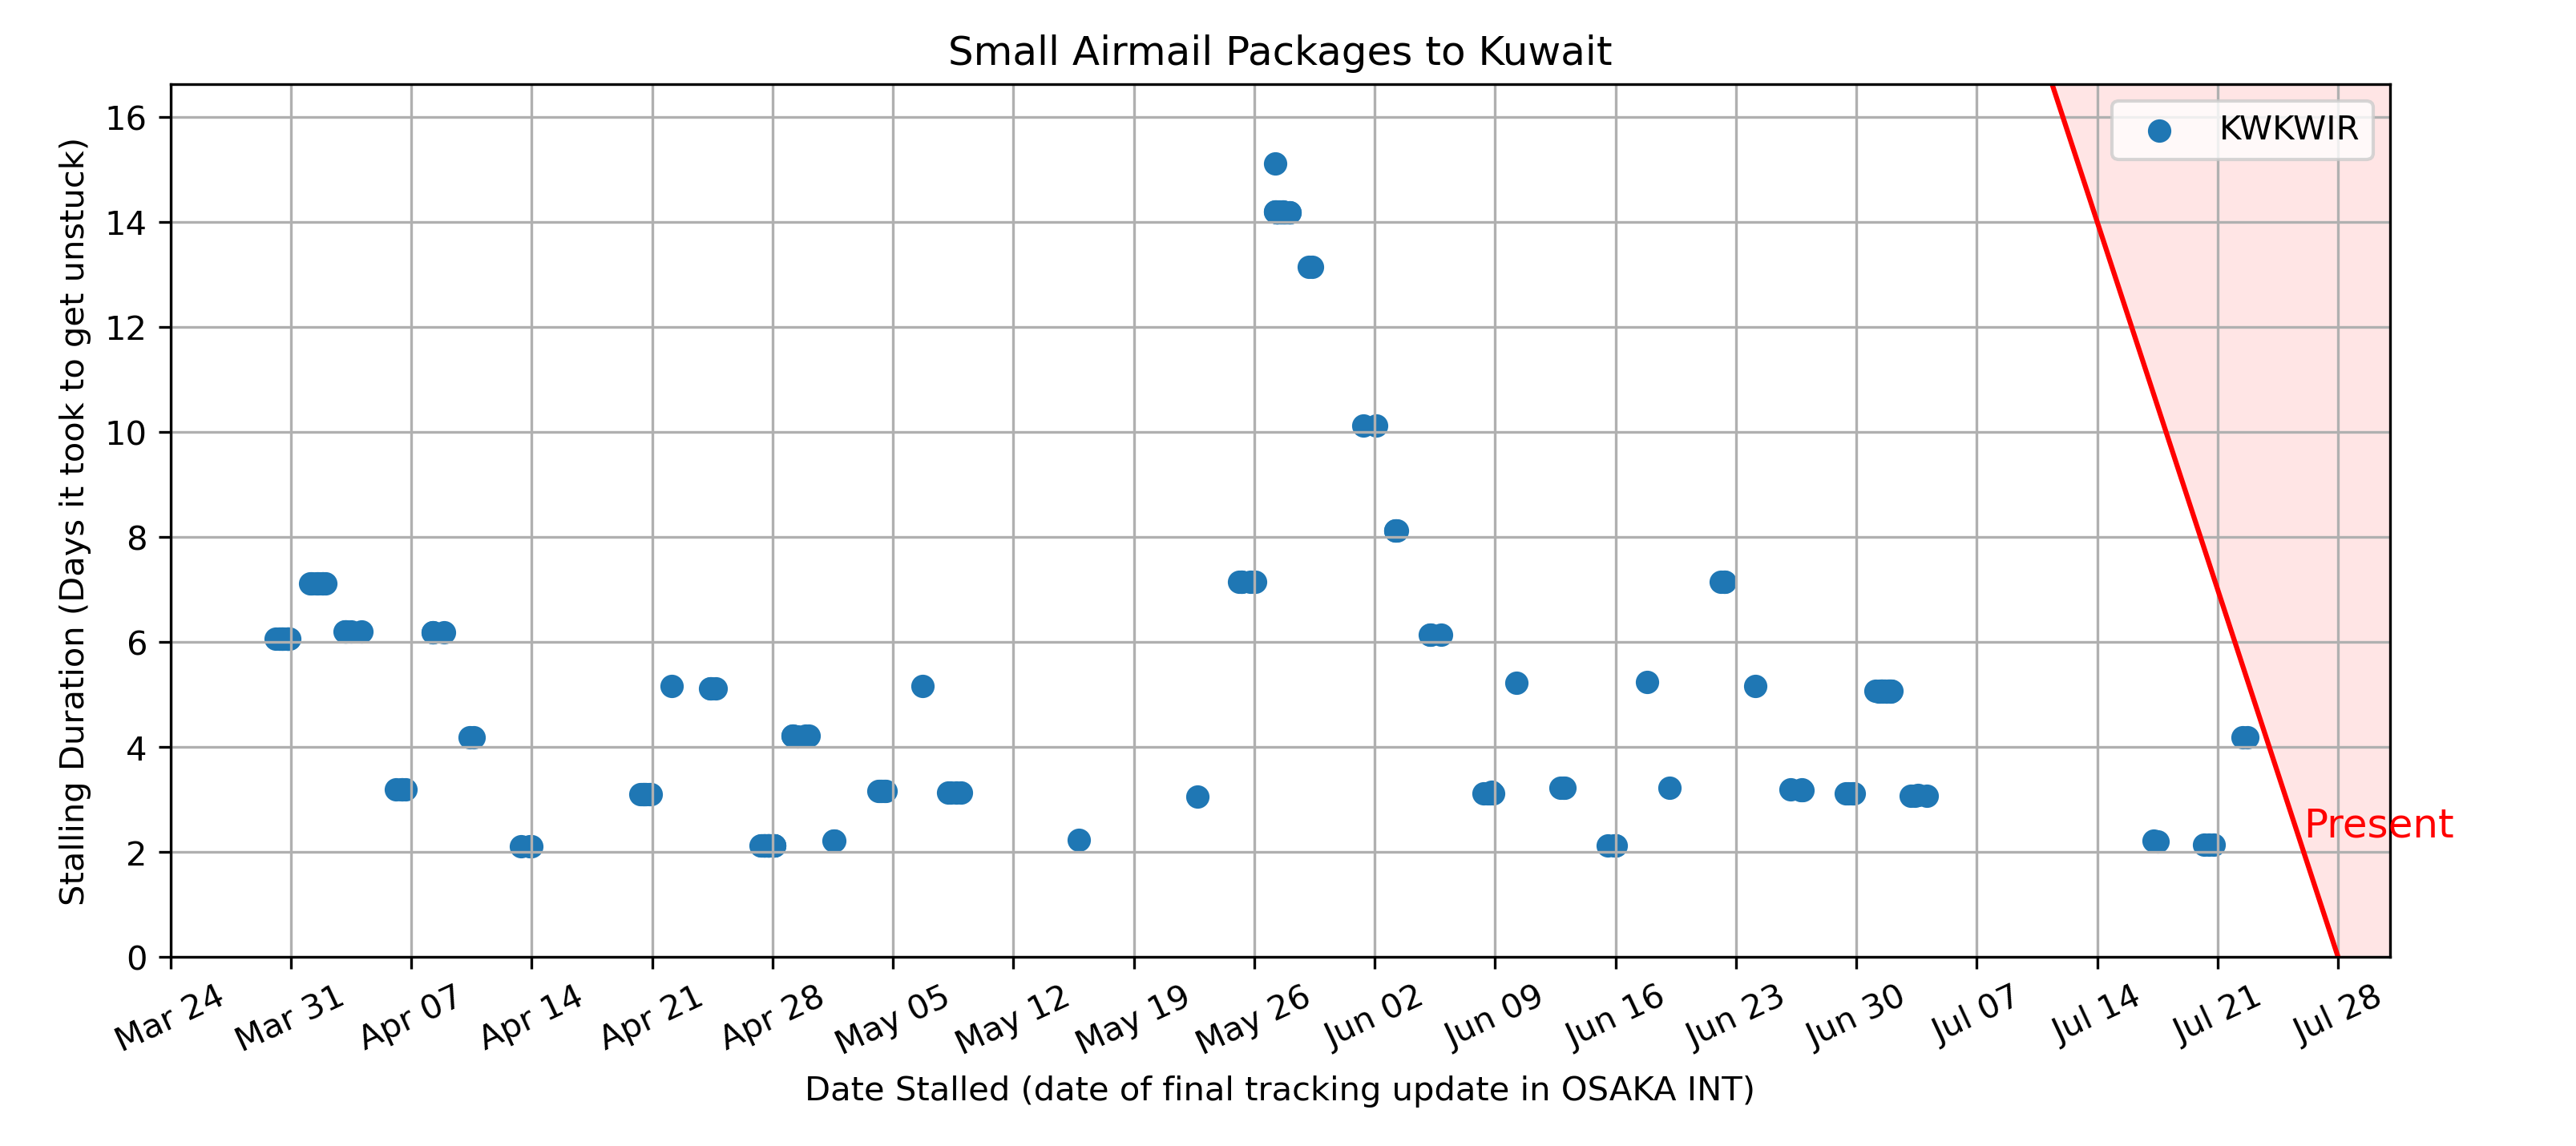 Small Airmail Packages to Kuwait
KWKWIR
Present
Stalling Duration (Days it took to get unstuck)
16
14
12
10
8
6
4
2
0
Mar 24 Mar 31 Apr 07 Apr 14 Apr 21 Apr 28 May 05 May 12 May 19 May 26 Jun 02 Jun 09 Jun 16 Jun 23 Jun 30 Jul 07 Jul 14 Jul 21 Jul 28
Date Stalled (date of final tracking update in OSAKA INT)